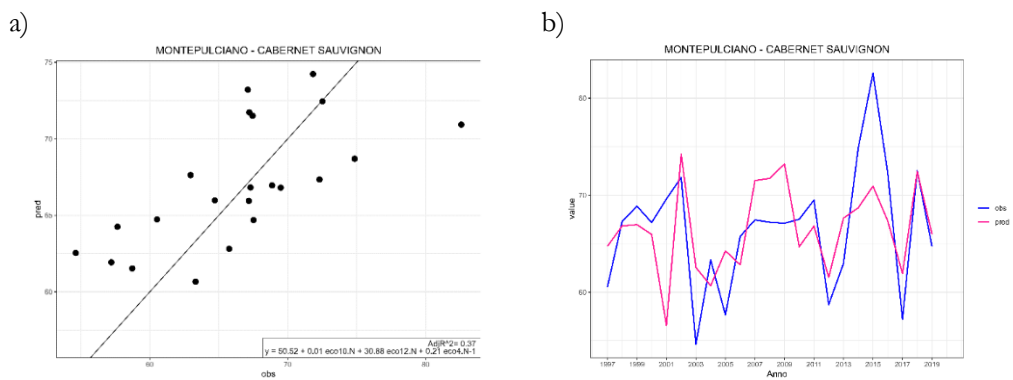 a)
b)
MONTEPULCIANO - CABERNET SAUVIGNON
75
70
65
60
pred
60
70
80
obs
AdjR^2= 0.37
y = 50.52 + 0.01 eco10.N + 30.88 eco12.N + 0.21 eco4.N-1
MONTEPULCIANO - CABERNET SAUVIGNON
80
70
60
value
1997
1999
2001
2003
2005
2007
2009
2011
2013
2015
2017
2019
Anno
obs
pred